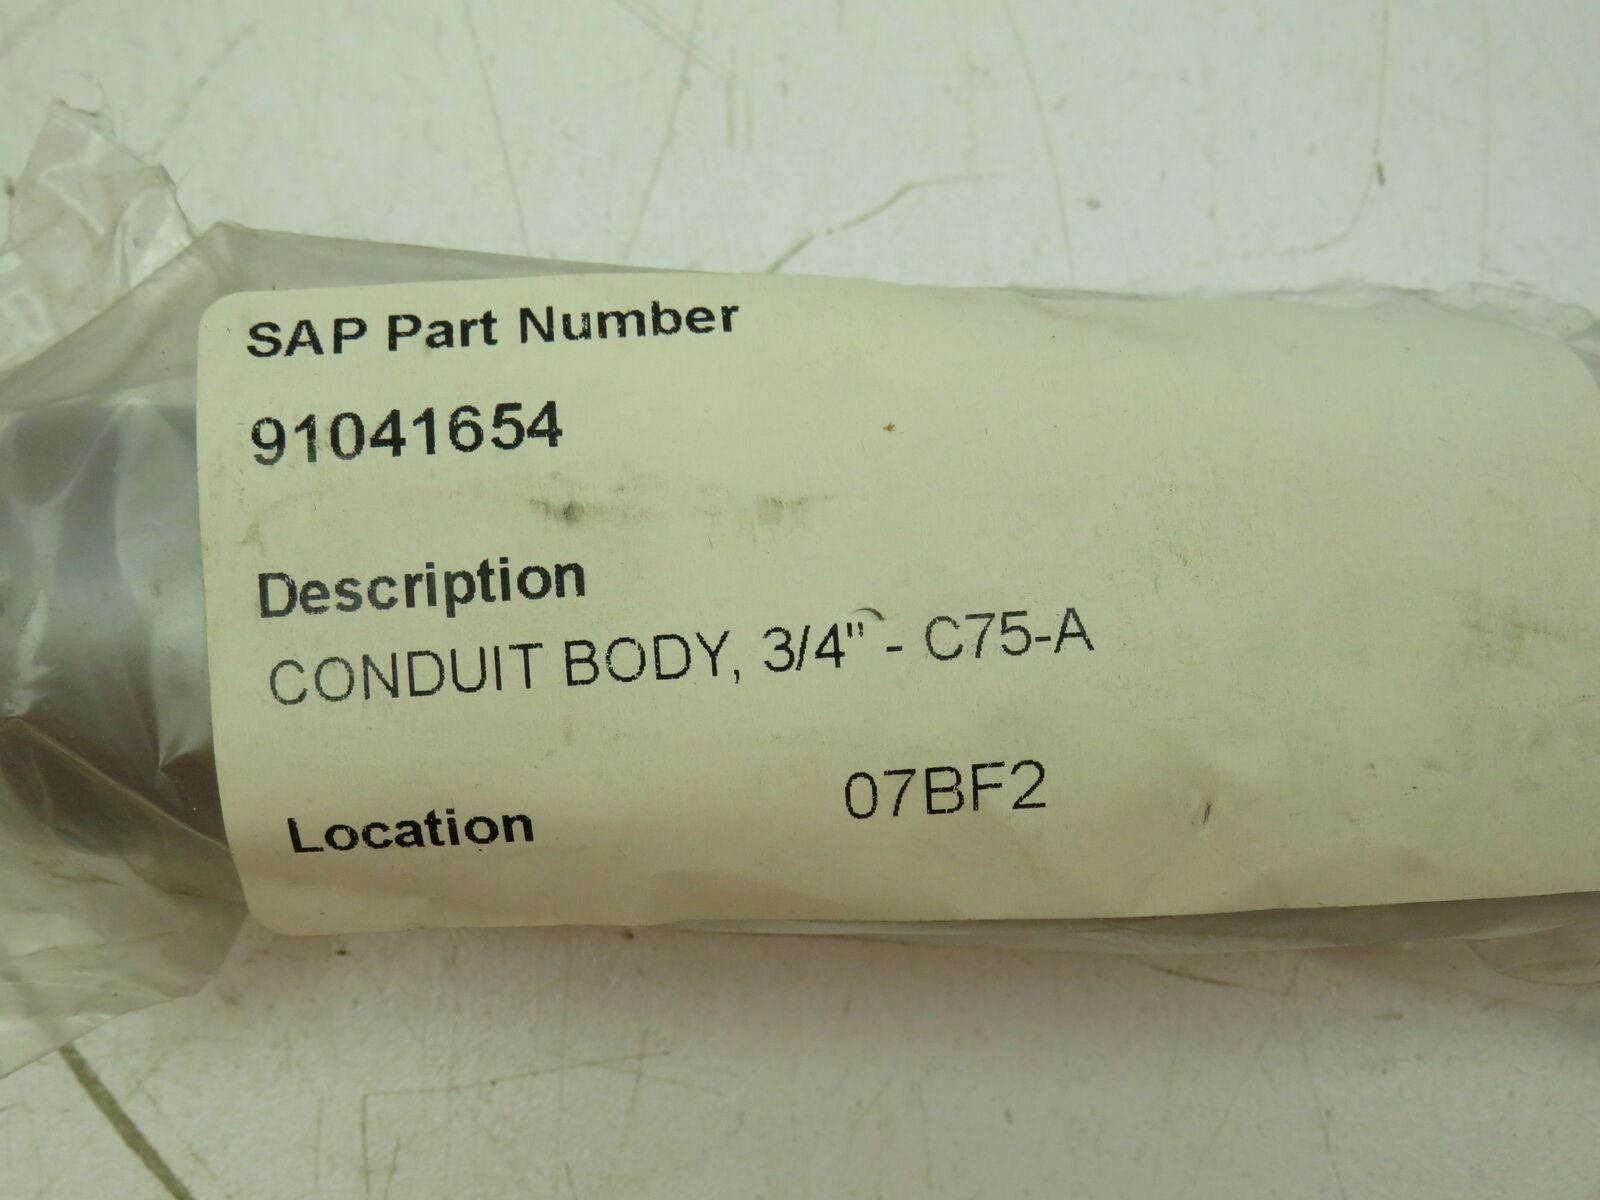 SAP Part Number
91041654
Description
CONDUIT BODY, 3/4" - C75-A
Location 07BF2